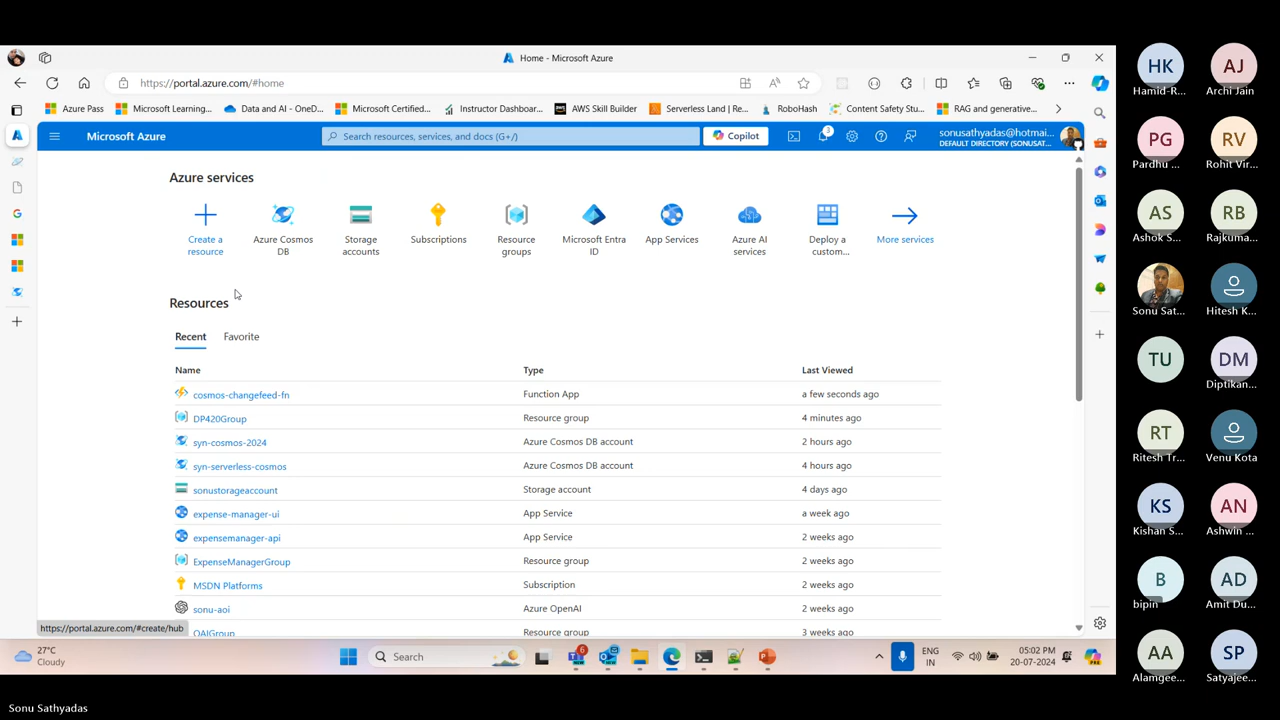 Home - Microsoft Azure
https://portal.azure.com/#home
Azure Pass
Microsoft Learning...
Data and AI - OneD...
Microsoft Certified...
Instructor Dashboar...
aws
AWS Skill Builder
Serverless Land | Re...
RoboHash
Content Safety Stu...
RAG and generative...
Microsoft Azure
Search resources, services, and docs (G+/)
Copilot
3
sonusathyadas@hotmai...
DEFAULT DIRECTORY (SONUSAT...
Azure services
Create a resource
Azure Cosmos DB
Storage accounts
Subscriptions
Resource groups
Microsoft Entra ID
App Services
Azure AI services
Deploy a custom...
More services
Resources
Recent Favorite
Name Type Last Viewed
cosmos-changefeed-fn Function App a few seconds ago
DP420Group Resource group 4 minutes ago
syn-cosmos-2024 Azure Cosmos DB account 2 hours ago
syn-serverless-cosmos Azure Cosmos DB account 4 hours ago
sonustorageaccount Storage account 4 days ago
expense-manager-ui App Service a week ago
expensemanager-api App Service 2 weeks ago
ExpenseManagerGroup Resource group 2 weeks ago
MSDN Platforms Subscription 2 weeks ago
sonu-aoi Azure OpenAI 2 weeks ago
OAIGroup Resource group 3 weeks ago
https://portal.azure.com/#create/hub
27°C
Cloudy
Search
6
ENG
IN
05:02 PM
20-07-2024
HK
Hamid-R...
AJ
Archi Jain
PG
Pardhu ...
RV
Rohit Vir...
AS
Ashok S...
RB
Rajkuma...
Sonu Sat...
Hitesh K...
TU
DM
Diptikan...
RT
Ritesh Tr...
Venu Kota
KS
Kishan S...
AN
Ashwin ...
B
bipin
AD
Amit Du...
AA
Alamgee...
SP
Satyajee...
Sonu Sathyadas